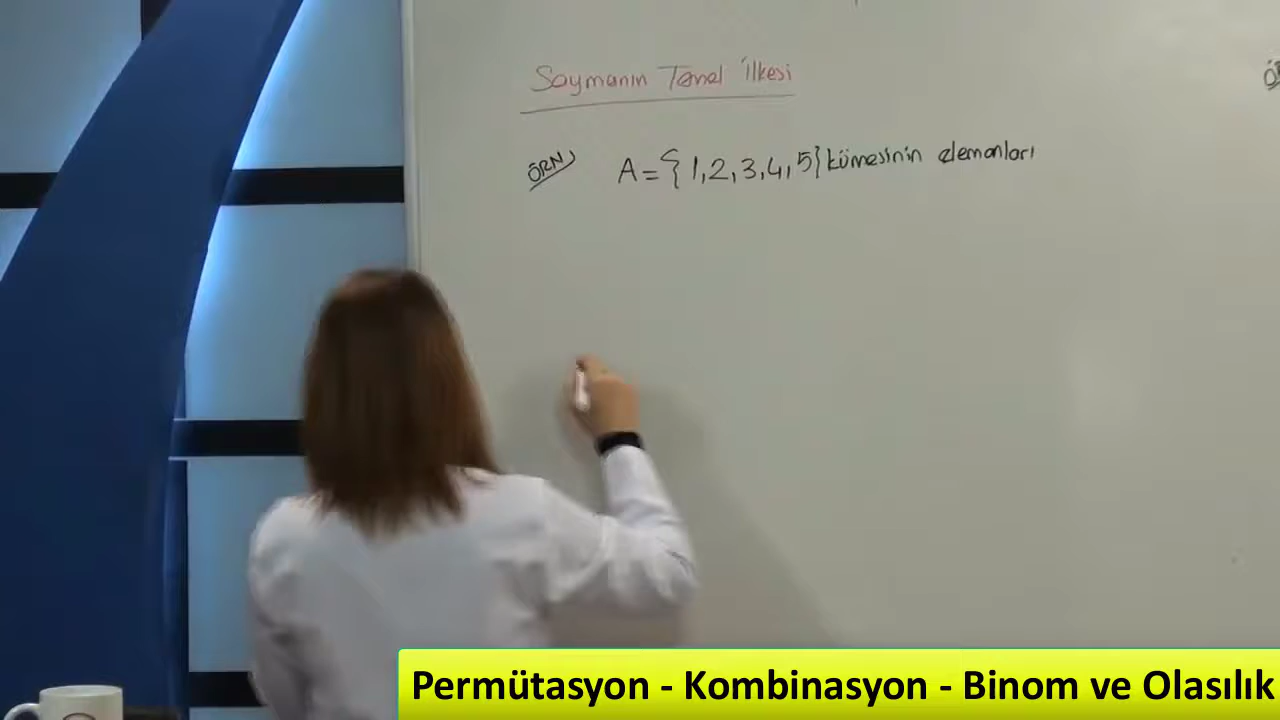 Saymanın Temel İlkesi
ÖRN A={1,2,3,4,5} kümesinin elemanları
Permütasyon - Kombinasyon - Binom ve Olasılık